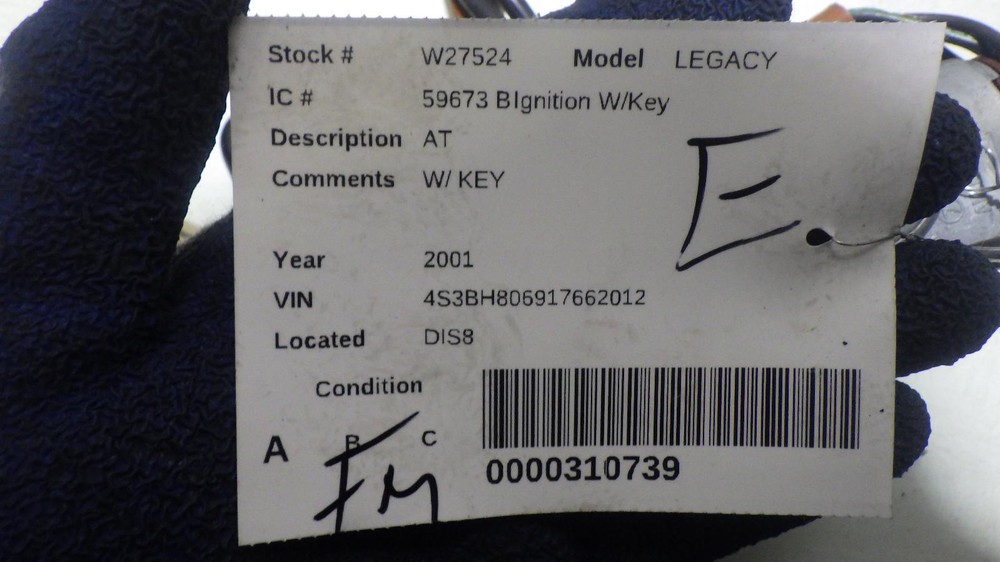 Stock # W27524 Model LEGACY
IC # 59673 BIgnition W/Key
Description AT
Comments W/ KEY
E.
Year 2001
VIN 4S3BH806917662012
Located DIS8
Condition
A B C
0000310739